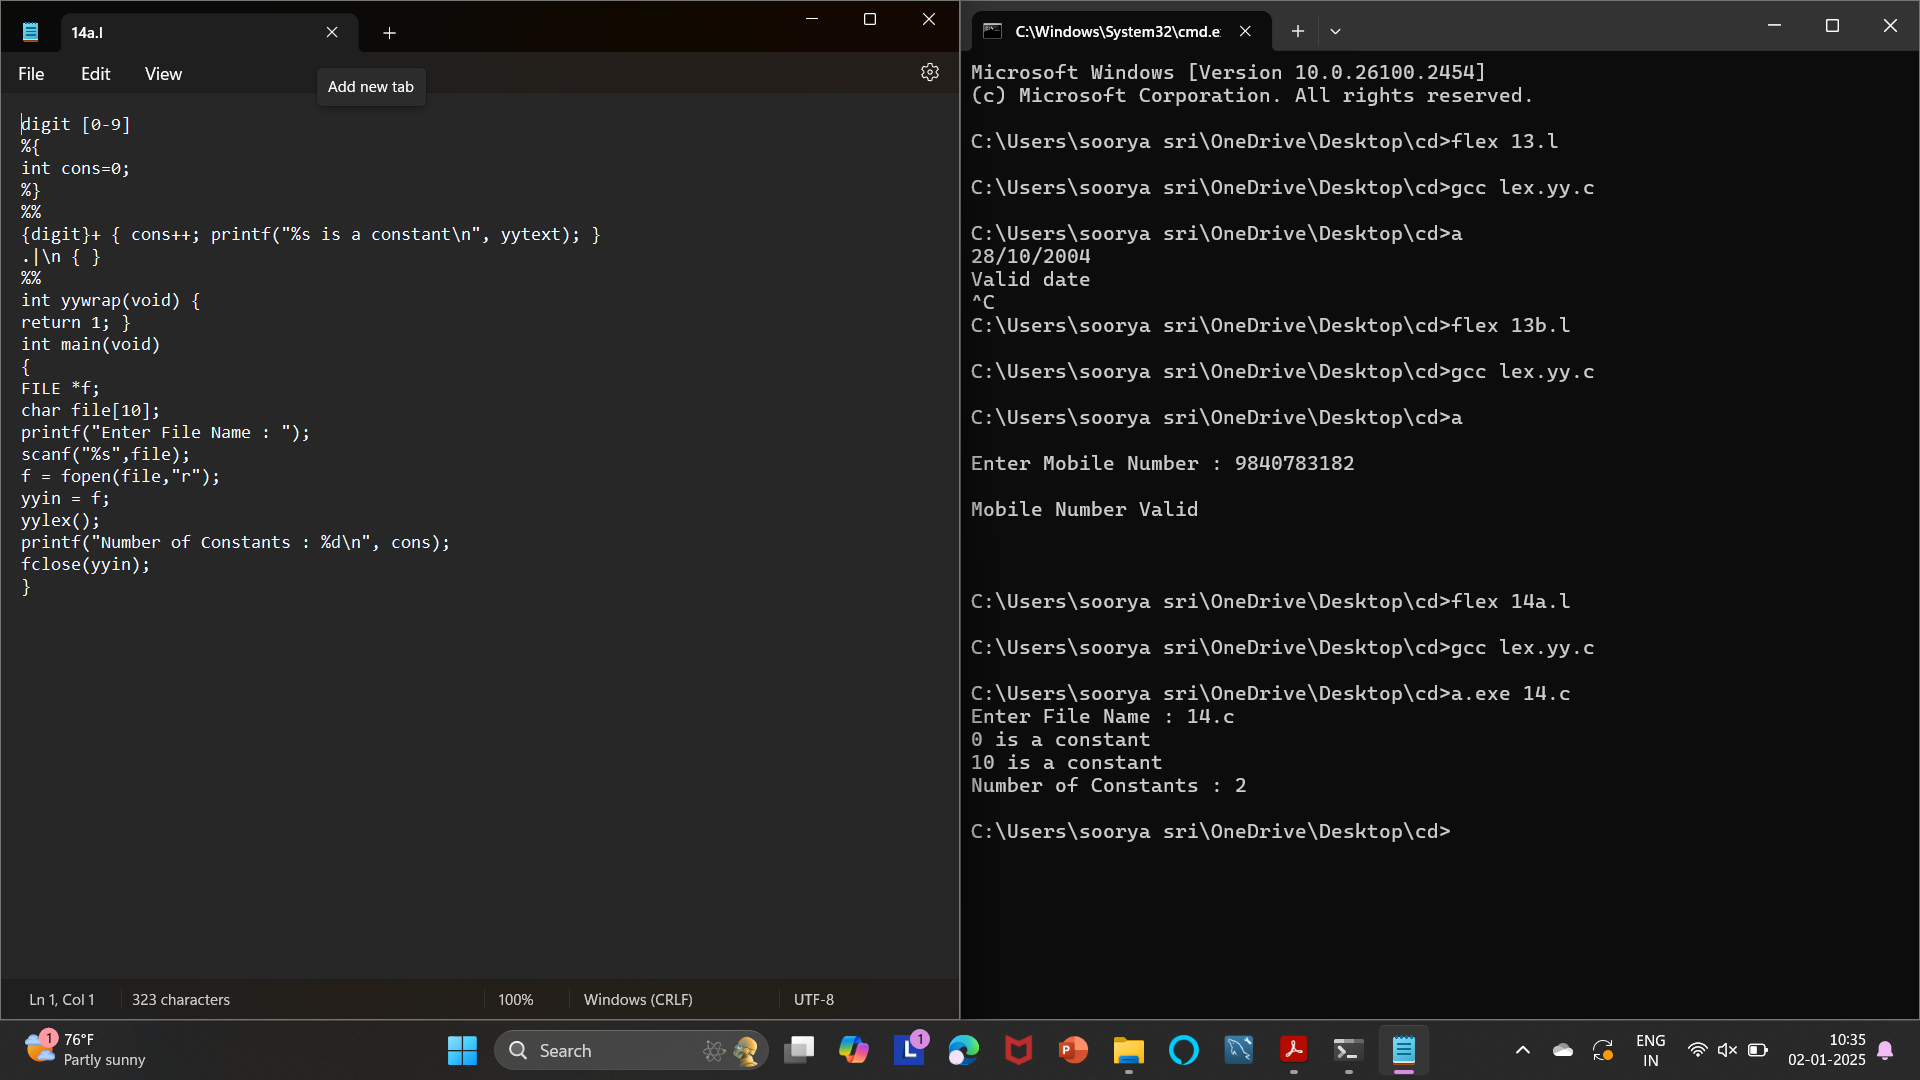 14a.l
File Edit View
Add new tab
digit [0-9]
%{
int cons=0;
%}
%%
{digit}+ { cons++; printf("%s is a constant\n", yytext); }
.|\n { }
%%
int yywrap(void) {
return 1; }
int main(void)
{
FILE *f;
char file[10];
printf("Enter File Name : ");
scanf("%s",file);
f = fopen(file,"r");
yyin = f;
yylex();
printf("Number of Constants : %d\n", cons);
fclose(yyin);
}
Ln 1, Col 1 323 characters 100% Windows (CRLF) UTF-8
C:\Windows\System32\cmd.e
Microsoft Windows [Version 10.0.26100.2454]
(c) Microsoft Corporation. All rights reserved.
C:\Users\soorya sri\OneDrive\Desktop\cd>flex 13.l
C:\Users\soorya sri\OneDrive\Desktop\cd>gcc lex.yy.c
C:\Users\soorya sri\OneDrive\Desktop\cd>a
28/10/2004
Valid date
^C
C:\Users\soorya sri\OneDrive\Desktop\cd>flex 13b.l
C:\Users\soorya sri\OneDrive\Desktop\cd>gcc lex.yy.c
C:\Users\soorya sri\OneDrive\Desktop\cd>a
Enter Mobile Number : 9840783182
Mobile Number Valid
C:\Users\soorya sri\OneDrive\Desktop\cd>flex 14a.l
C:\Users\soorya sri\OneDrive\Desktop\cd>gcc lex.yy.c
C:\Users\soorya sri\OneDrive\Desktop\cd>a.exe 14.c
Enter File Name : 14.c
0 is a constant
10 is a constant
Number of Constants : 2
C:\Users\soorya sri\OneDrive\Desktop\cd>
1
76°F
Partly sunny
Search
L
1
P
ENG
IN
10:35
02-01-2025